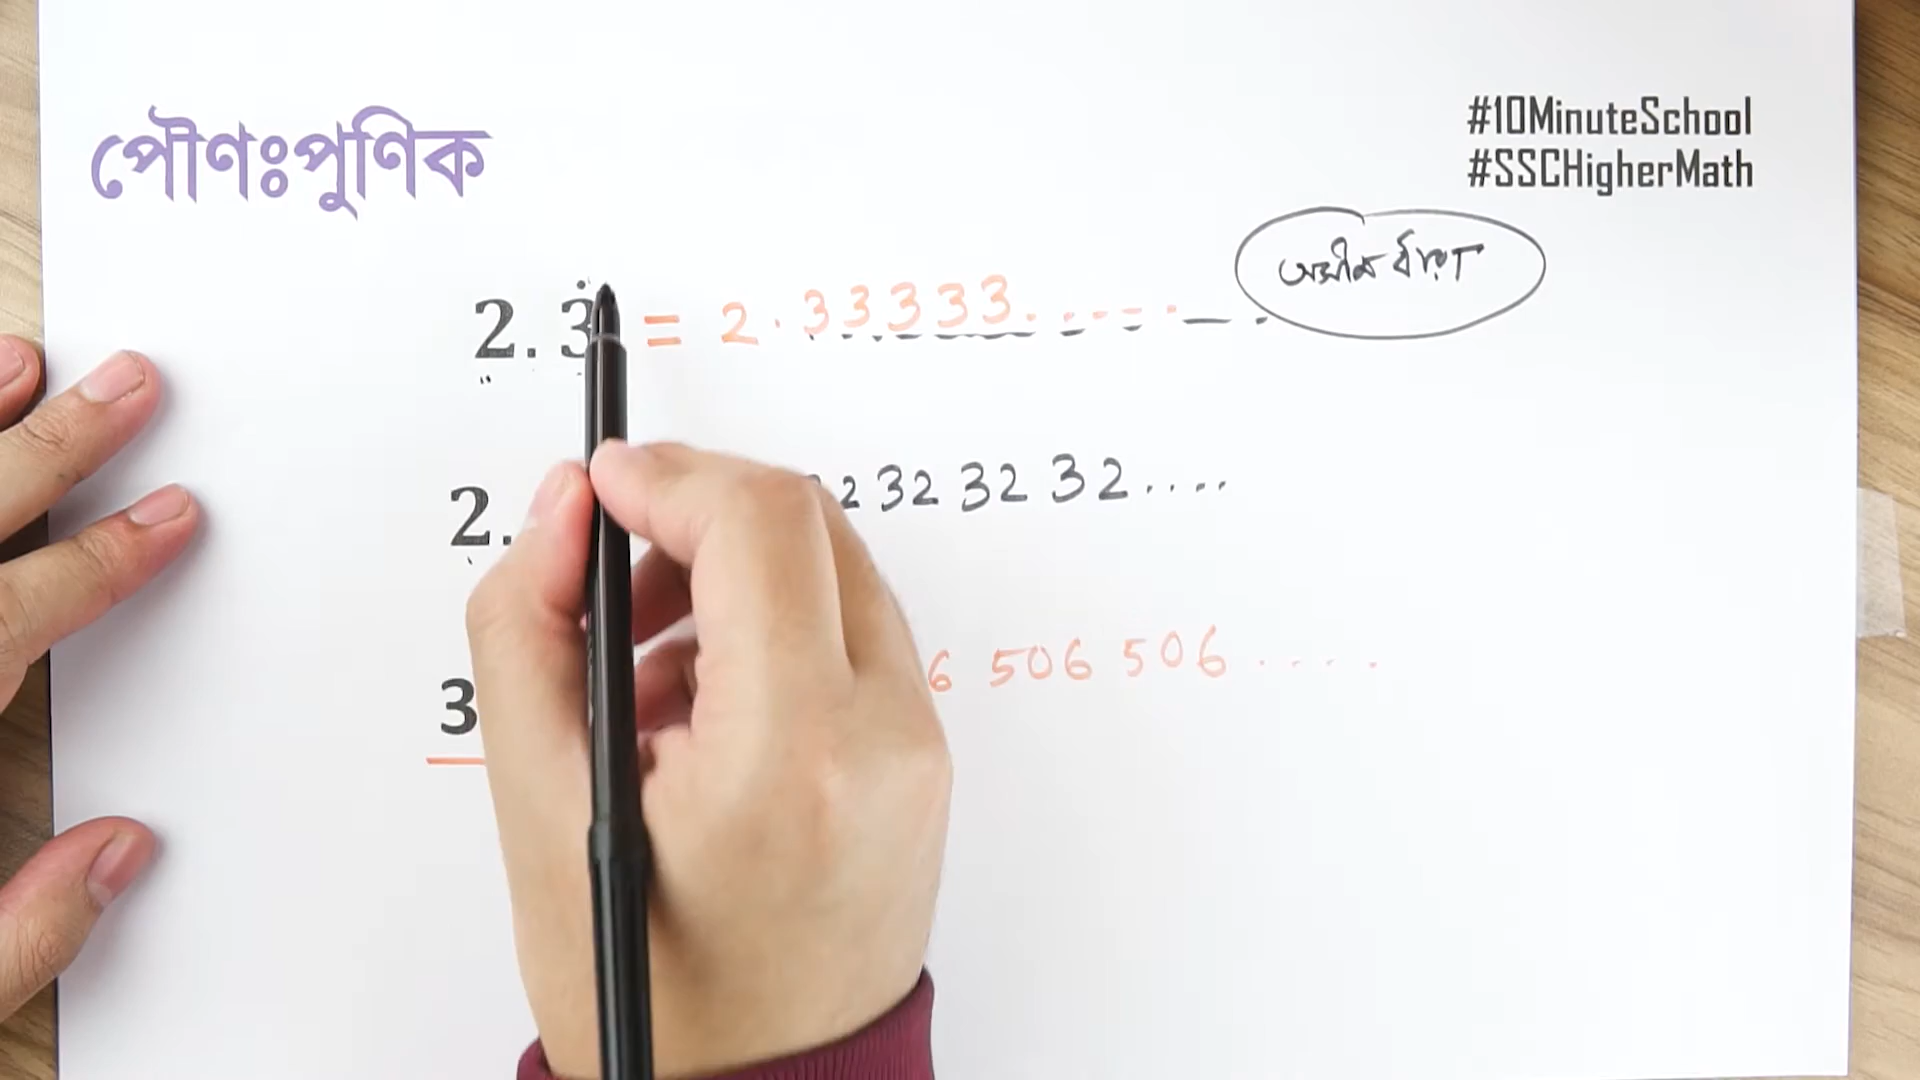 পৌণঃপুণিক
#10MinuteSchool
#SSCHigherMath
অসীম ধারা
2.3̇ = 2.33333........
2. 2 32 32 32....
3 6 506 506....